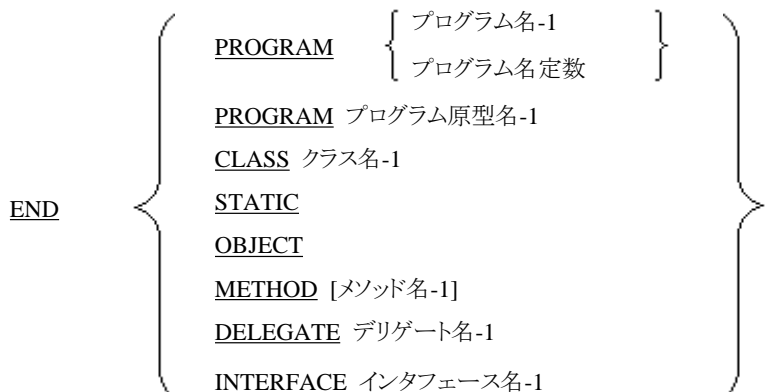 PROGRAM { プログラム名-1
プログラム名定数 }
PROGRAM プログラム原型名-1
CLASS クラス名-1
END { STATIC }
OBJECT
METHOD [メソッド名-1]
DELEGATE デリゲート名-1
INTERFACE インタフェース名-1